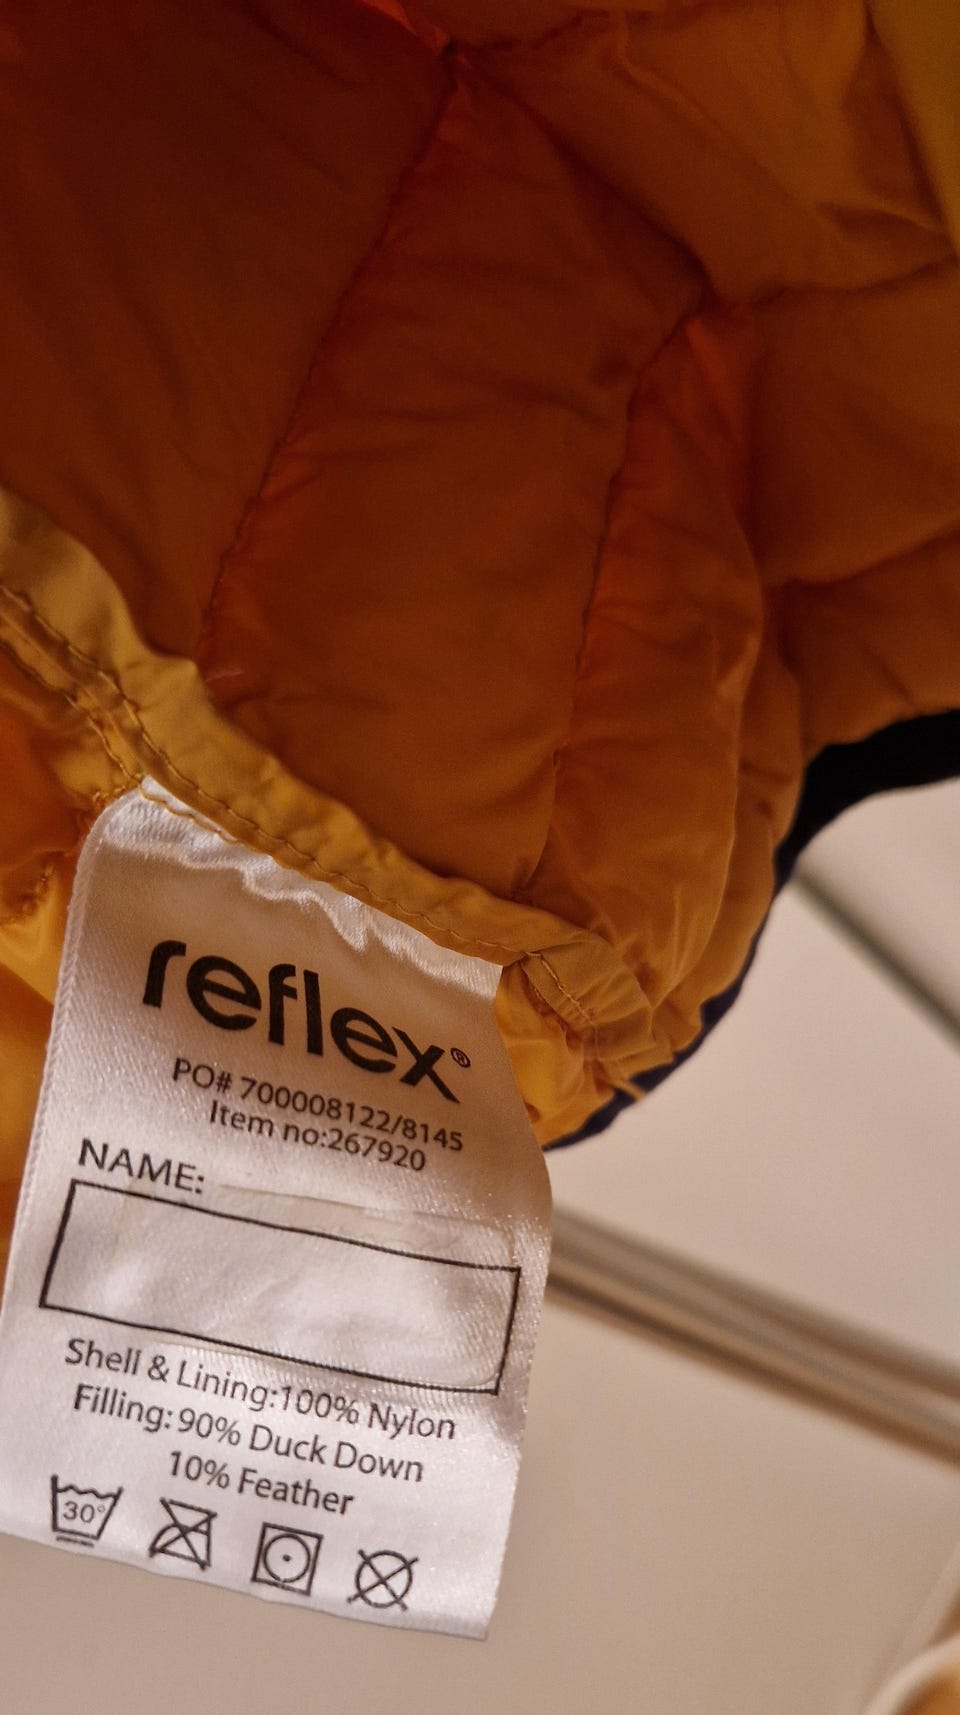 reflex®
PO# 700008122/8145
Item no:267920
NAME:
Shell & Lining:100% Nylon
Filling: 90% Duck Down
10% Feather
30°